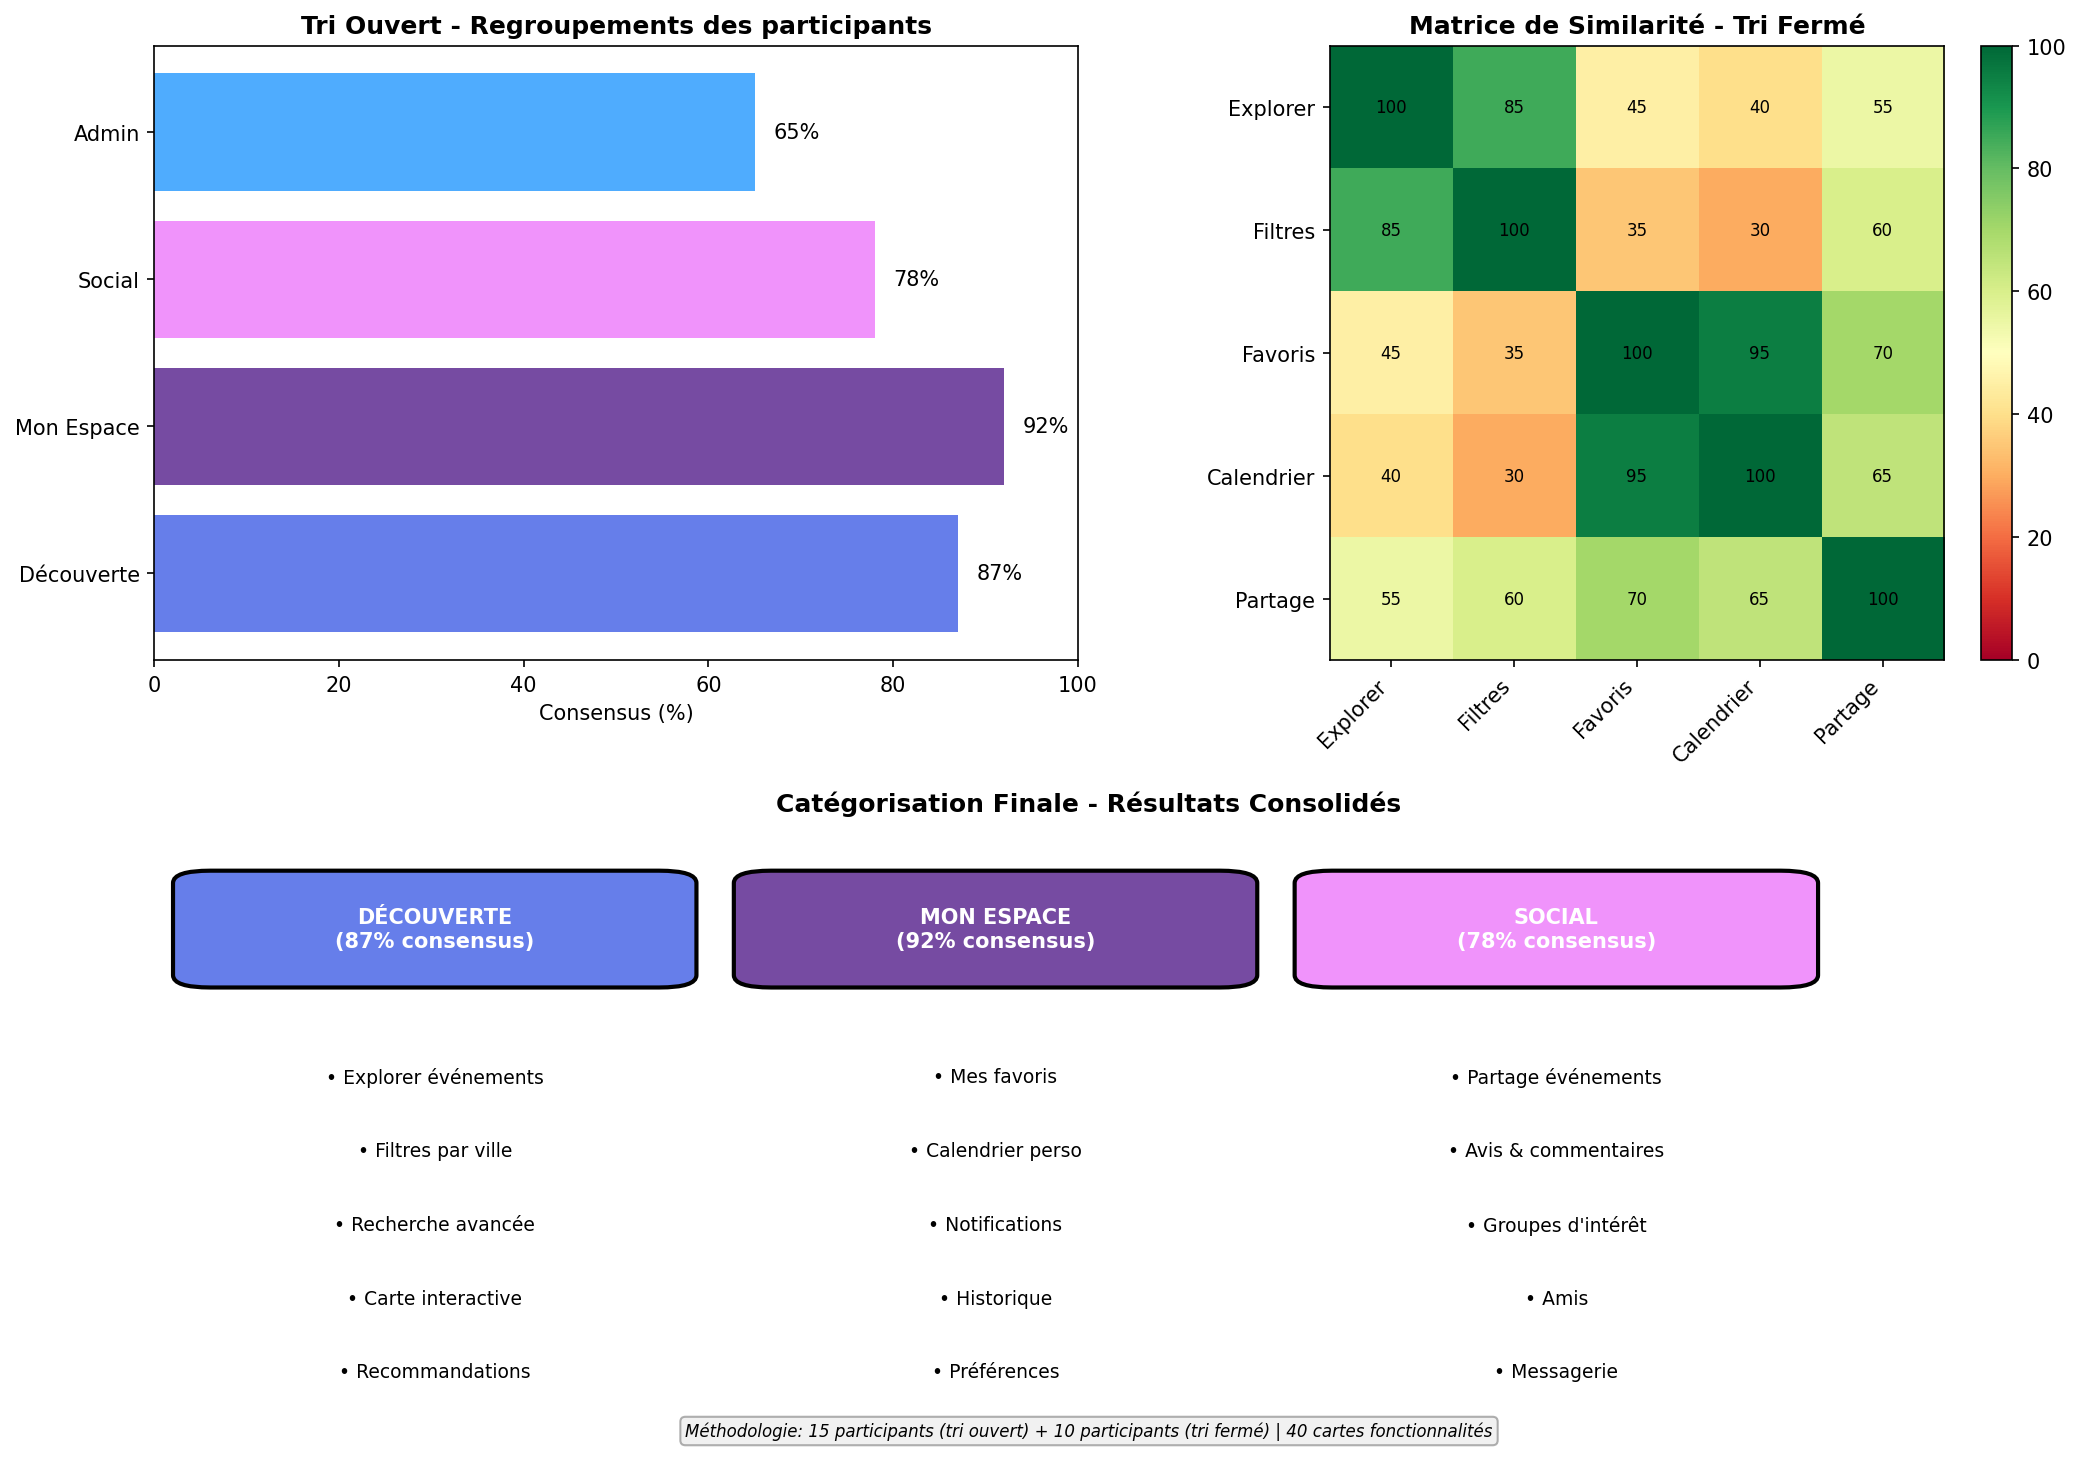 Tri Ouvert - Regroupements des participants
Admin
65%
Social
78%
Mon Espace
92%
Découverte
87%
0 20 40 60 80 100
Consensus (%)
Matrice de Similarité - Tri Fermé
Explorer 100 85 45 40 55
Filtres 85 100 35 30 60
Favoris 45 35 100 95 70
Calendrier 40 30 95 100 65
Partage 55 60 70 65 100
Explorer Filtres Favoris Calendrier Partage
100
80
60
40
20
0
Catégorisation Finale - Résultats Consolidés
DÉCOUVERTE
(87% consensus)
• Explorer événements
• Filtres par ville
• Recherche avancée
• Carte interactive
• Recommandations
MON ESPACE
(92% consensus)
• Mes favoris
• Calendrier perso
• Notifications
• Historique
• Préférences
SOCIAL
(78% consensus)
• Partage événements
• Avis & commentaires
• Groupes d'intérêt
• Amis
• Messagerie
Méthodologie: 15 participants (tri ouvert) + 10 participants (tri fermé) | 40 cartes fonctionnalités